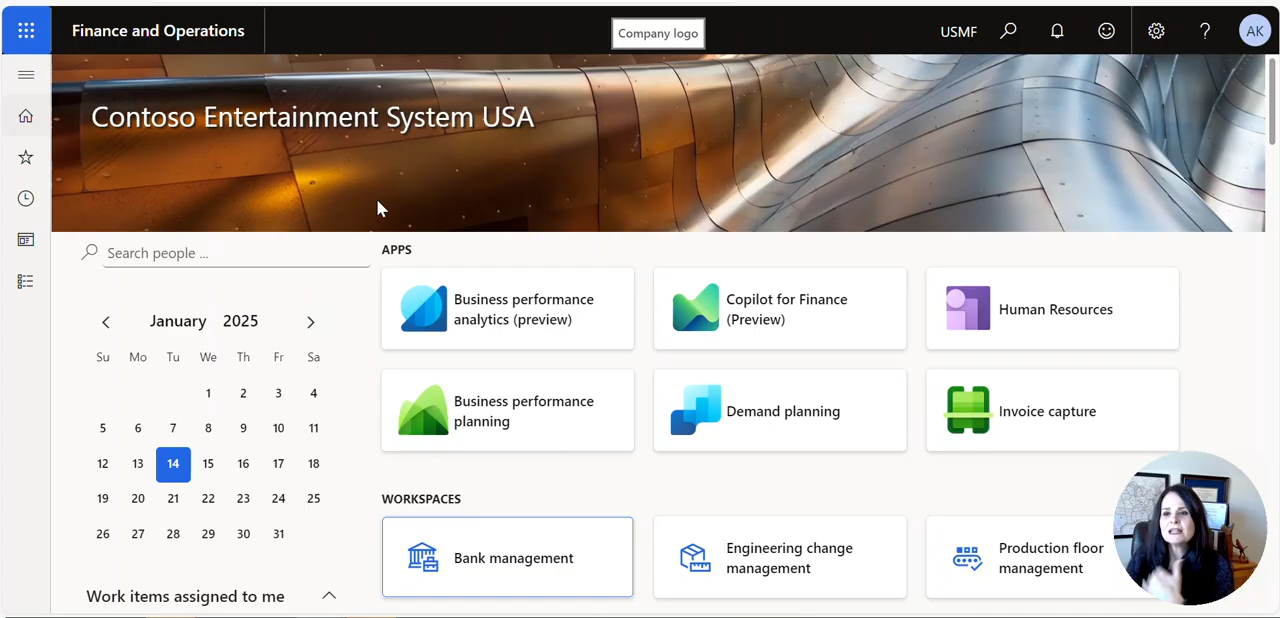 Finance and Operations
Company logo
USMF
AK
Contoso Entertainment System USA
Search people ...
January 2025
Su Mo Tu We Th Fr Sa
1 2 3 4
5 6 7 8 9 10 11
12 13 14 15 16 17 18
19 20 21 22 23 24 25
26 27 28 29 30 31
Work items assigned to me
APPS
Business performance
analytics (preview)
Copilot for Finance
(Preview)
Human Resources
Business performance
planning
Demand planning
Invoice capture
WORKSPACES
Bank management
Engineering change
management
Production floor
management